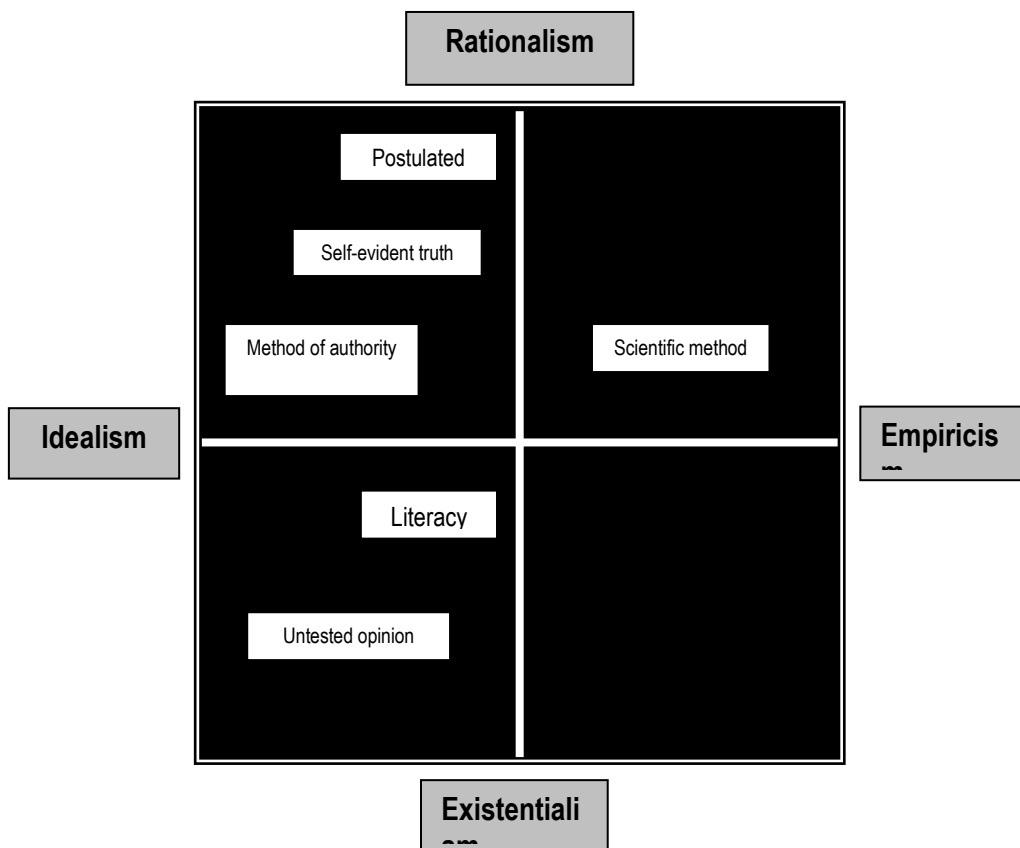 Rationalism
Postulated
Self-evident truth
Method of authority
Scientific method
Idealism
Empiricis
Literacy
Untested opinion
Existentiali